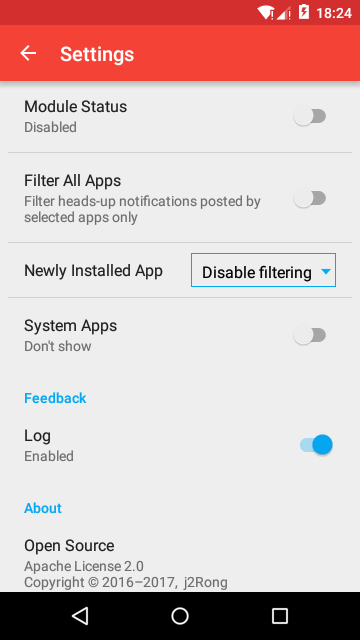 18:24
Settings
Module Status
Disabled
Filter All Apps
Filter heads-up notifications posted by
selected apps only
Newly Installed App
Disable filtering
System Apps
Don't show
Feedback
Log
Enabled
About
Open Source
Apache License 2.0
Copyright © 2016–2017, j2Rong